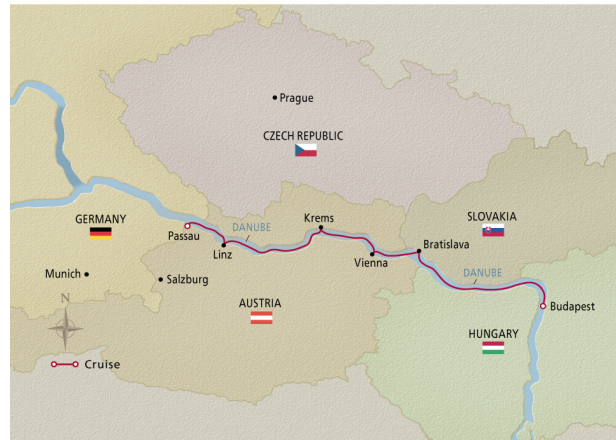 Prague
CZECH REPUBLIC
GERMANY
Passau
DANUBE
Linz
Krems
Vienna
SLOVAKIA
Bratislava
DANUBE
Munich
Salzburg
AUSTRIA
Budapest
HUNGARY
N
Cruise